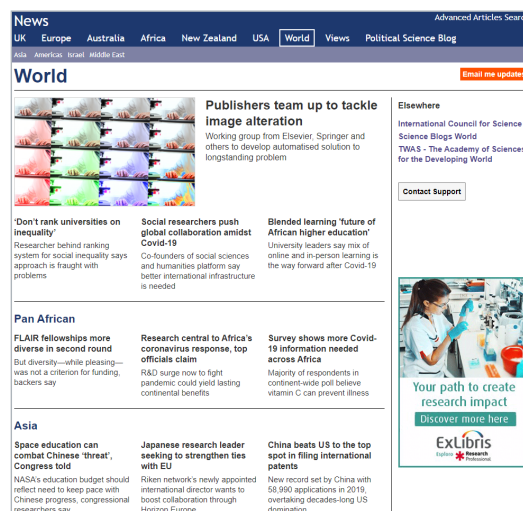 News
Advanced Articles Search
UK Europe Australia Africa New Zealand USA World Views Political Science Blog
Asia Americas Israel Middle East
World
Email me updates
Publishers team up to tackle
image alteration
Working group from Elsevier, Springer and
others to develop automatised solution to
longstanding problem
Elsewhere
International Council for Science
Science Blogs World
TWAS - The Academy of Sciences
for the Developing World
Contact Support
‘Don’t rank universities on
inequality’
Researcher behind ranking
system for social inequality says
approach is fraught with
problems
Social researchers push
global collaboration amidst
Covid-19
Co-founders of social sciences
and humanities platform say
better international infrastructure
is needed
Blended learning 'future of
African higher education'
University leaders say mix of
online and in-person learning is
the way forward after Covid-19
Pan African
FLAIR fellowships more
diverse in second round
But diversity—while pleasing—
was not a criterion for funding,
backers say
Research central to Africa’s
coronavirus response, top
officials claim
R&D surge now to fight
pandemic could yield lasting
continental benefits
Survey shows more Covid-
19 information needed
across Africa
Majority of respondents in
continent-wide poll believe
vitamin C can prevent illness
Asia
Space education can
combat Chinese ‘threat’,
Congress told
NASA’s education budget should
reflect need to keep pace with
Chinese progress, congressional
researchers say
Japanese research leader
seeking to strengthen ties
with EU
Riken network’s newly appointed
international director wants to
boost collaboration through
Horizon Europe
China beats US to the top
spot in filing international
patents
New record set by China with
58,990 applications in 2019,
overtaking decades-long US
domination
Your path to create
research impact
Discover more here
ExLibris
Explore Research
Professional